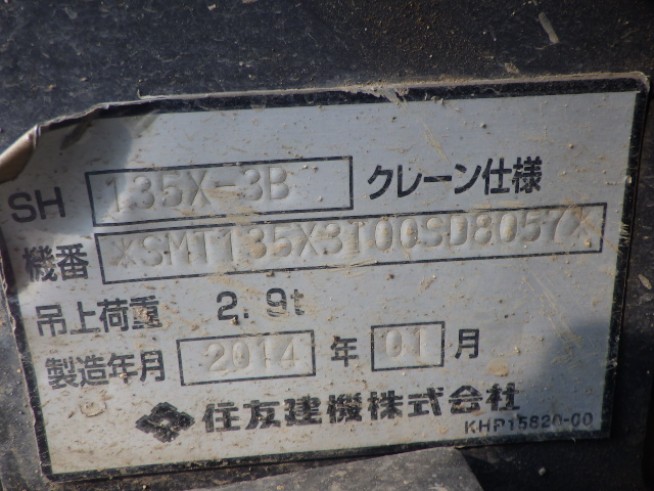 SH 135X-3B クレーン仕様
機番 *SMT135X3T00SD8057*
吊上荷重 2.9t
製造年月 2014 年 01 月
住友建機株式会社
KHP15820-00